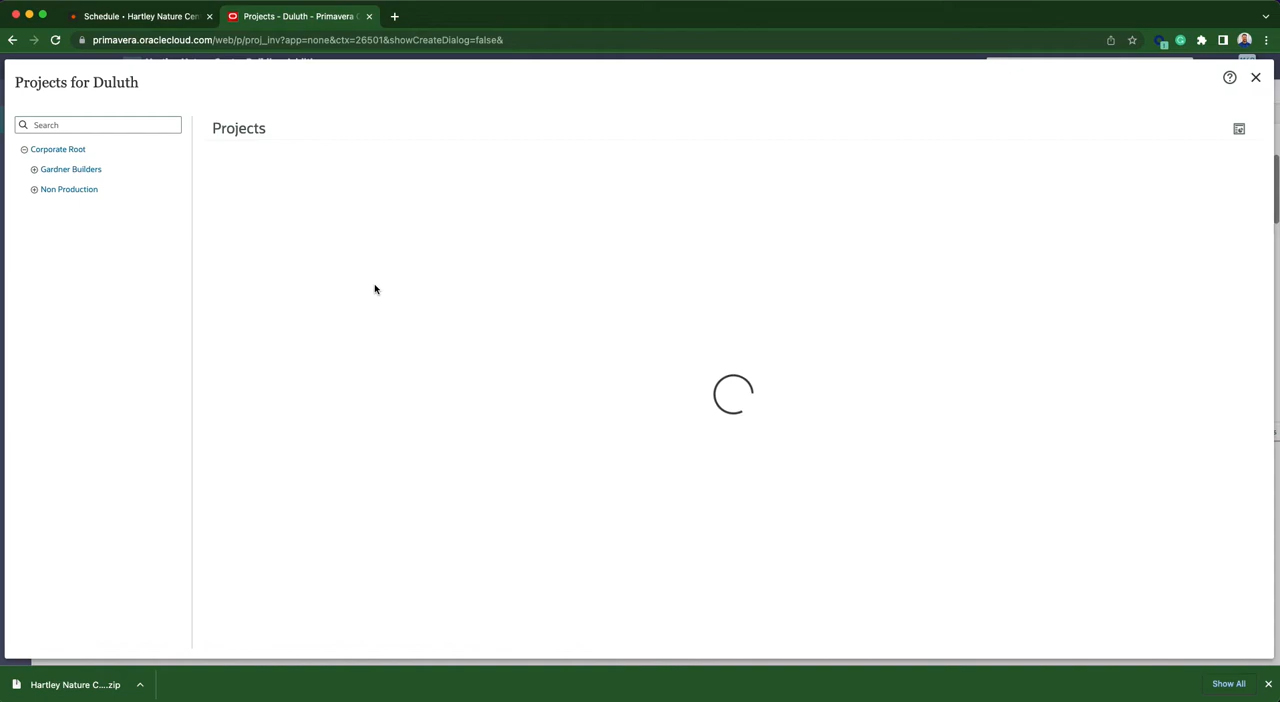 Schedule • Hartley Nature Cen
Projects - Duluth - Primavera C
primavera.oraclecloud.com/web/p/proj_inv?app=none&ctx=26501&showCreateDialog=false&
1
Projects for Duluth
Search
Projects
Corporate Root
Gardner Builders
Non Production
Hartley Nature C....zip
Show All